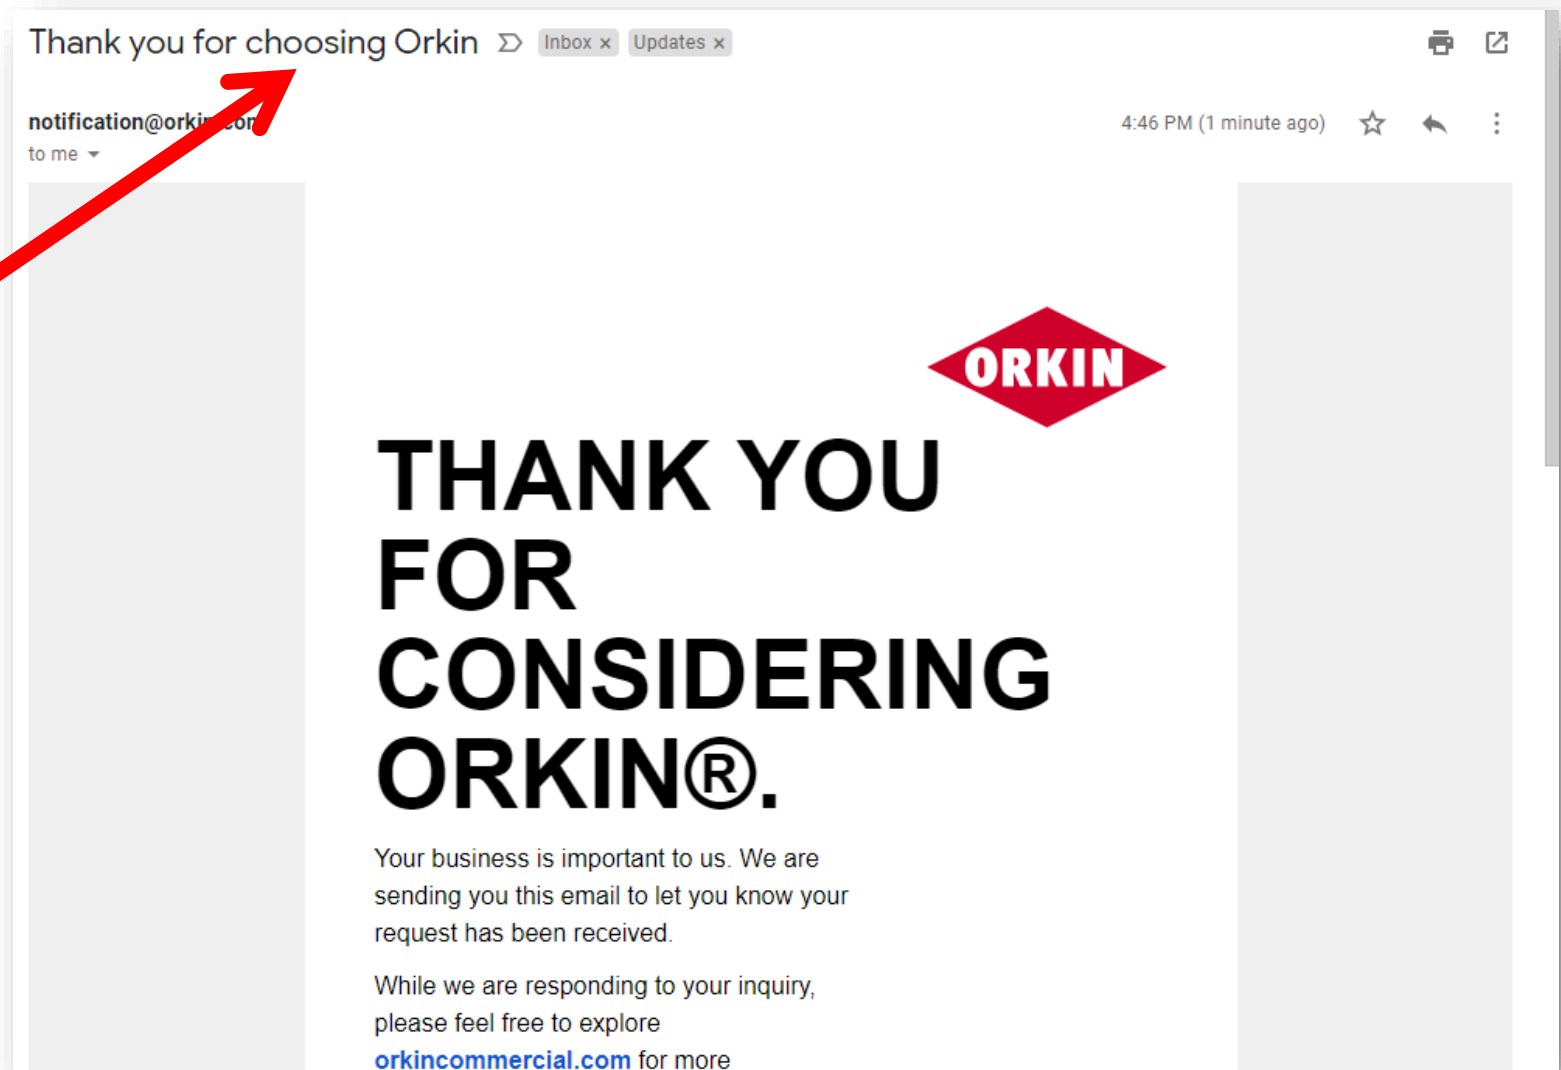 Thank you for choosing Orkin Inbox x Updates x
notification@orkin.com 4:46 PM (1 minute ago)
to me
ORKIN
THANK YOU
FOR
CONSIDERING
ORKIN®.
Your business is important to us. We are
sending you this email to let you know your
request has been received.
While we are responding to your inquiry,
please feel free to explore
orkincommercial.com for more